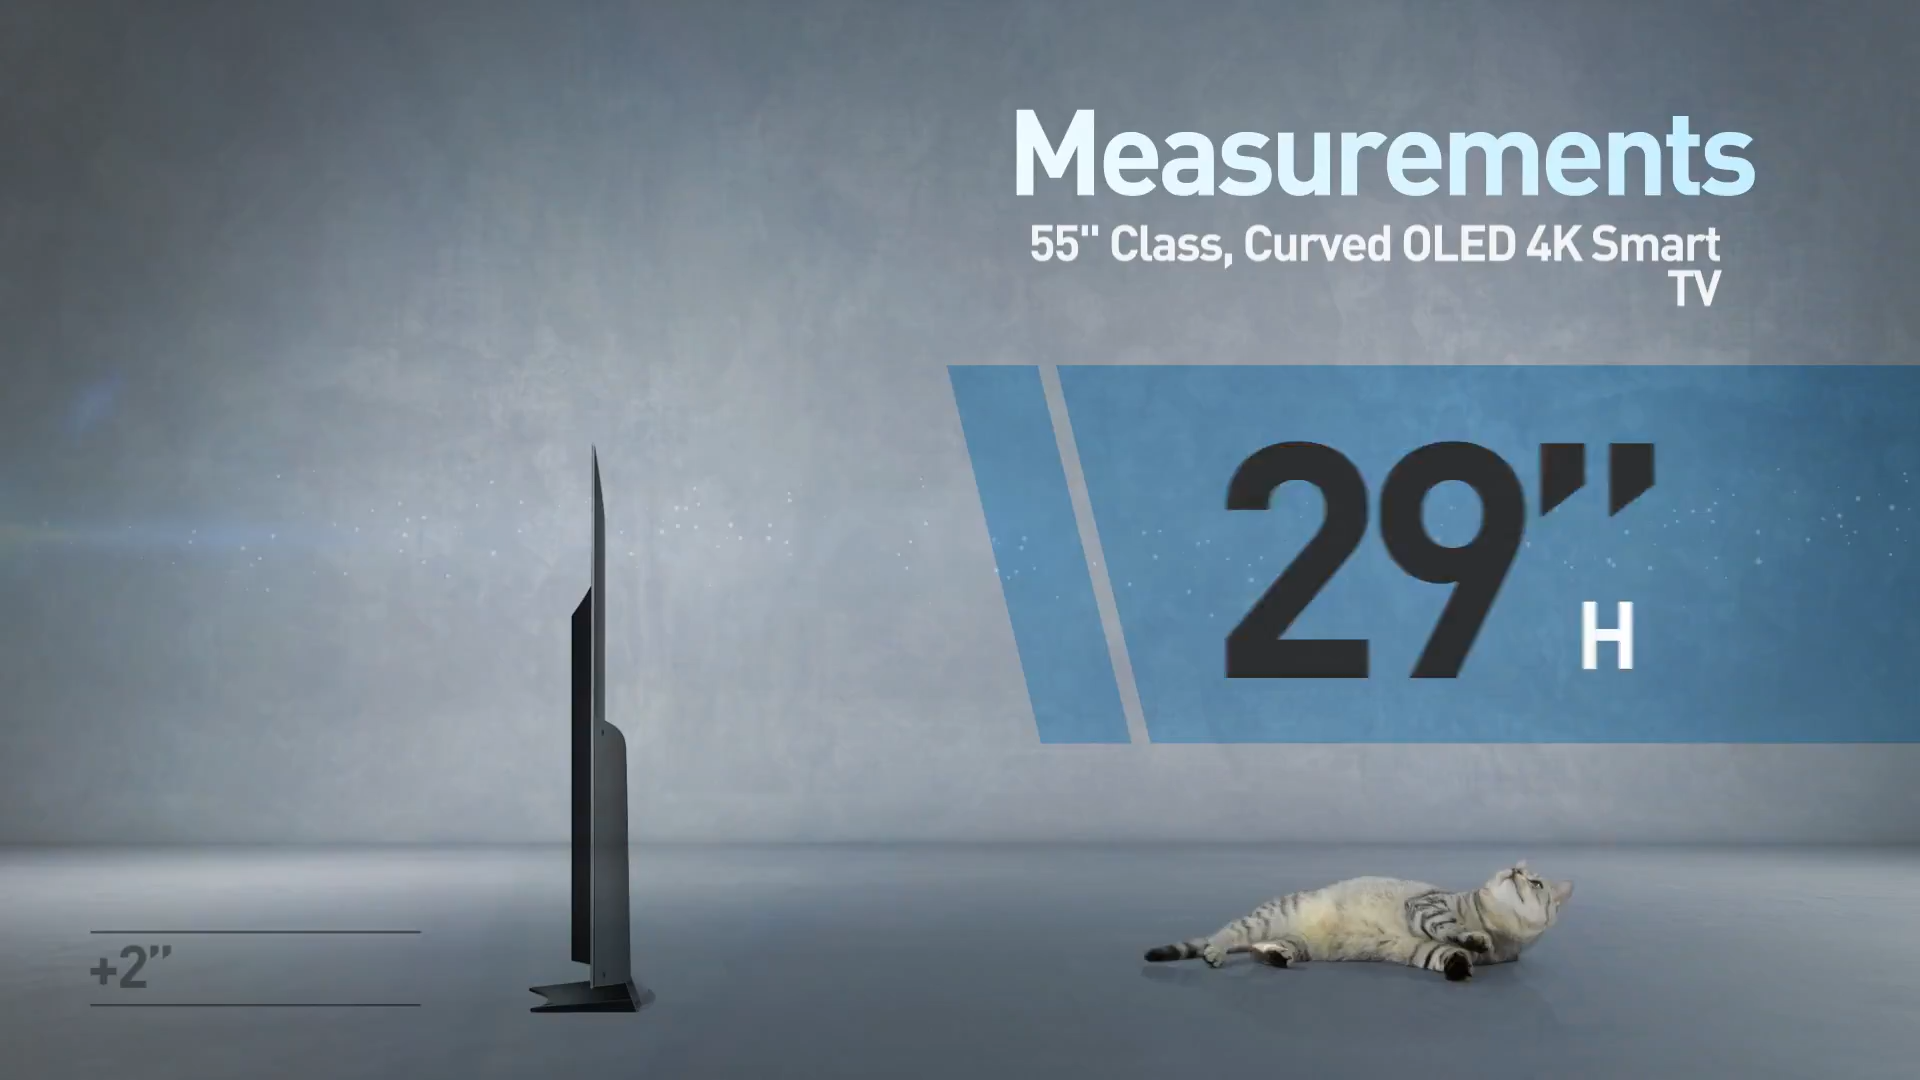 Measurements
55" Class, Curved OLED 4K Smart
TV
29”
H
+2”